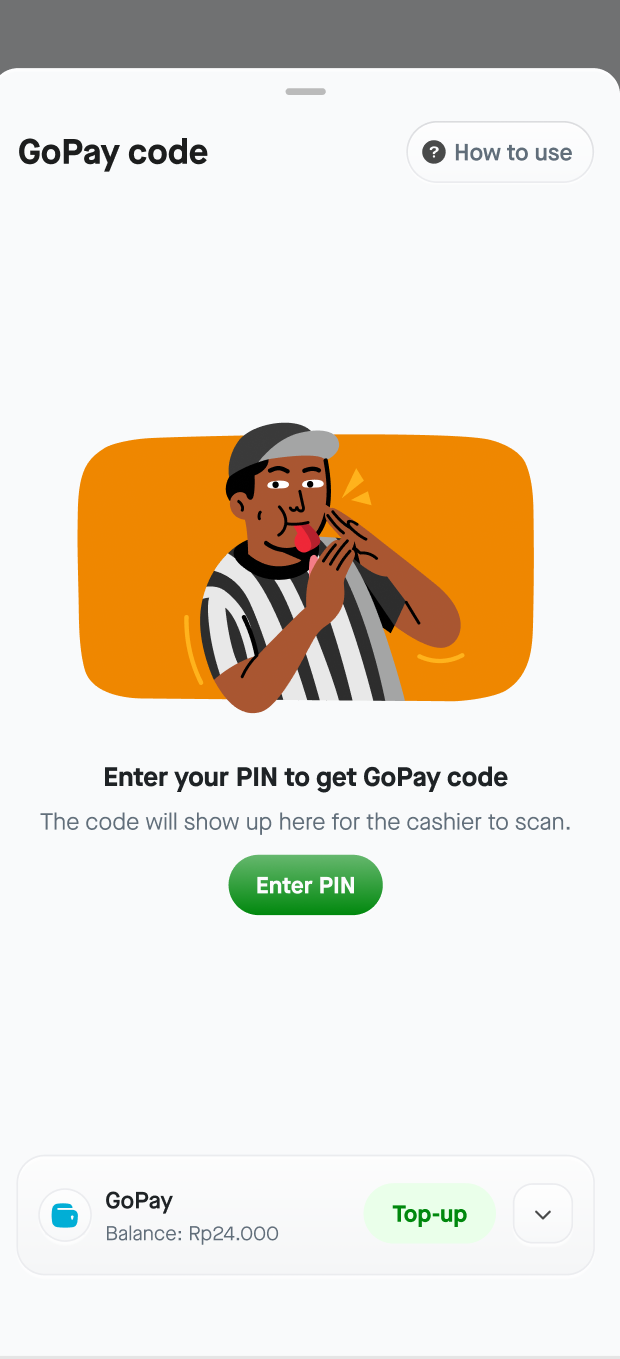 GoPay code
? How to use
Enter your PIN to get GoPay code
The code will show up here for the cashier to scan.
Enter PIN
GoPay
Balance: Rp24.000
Top-up